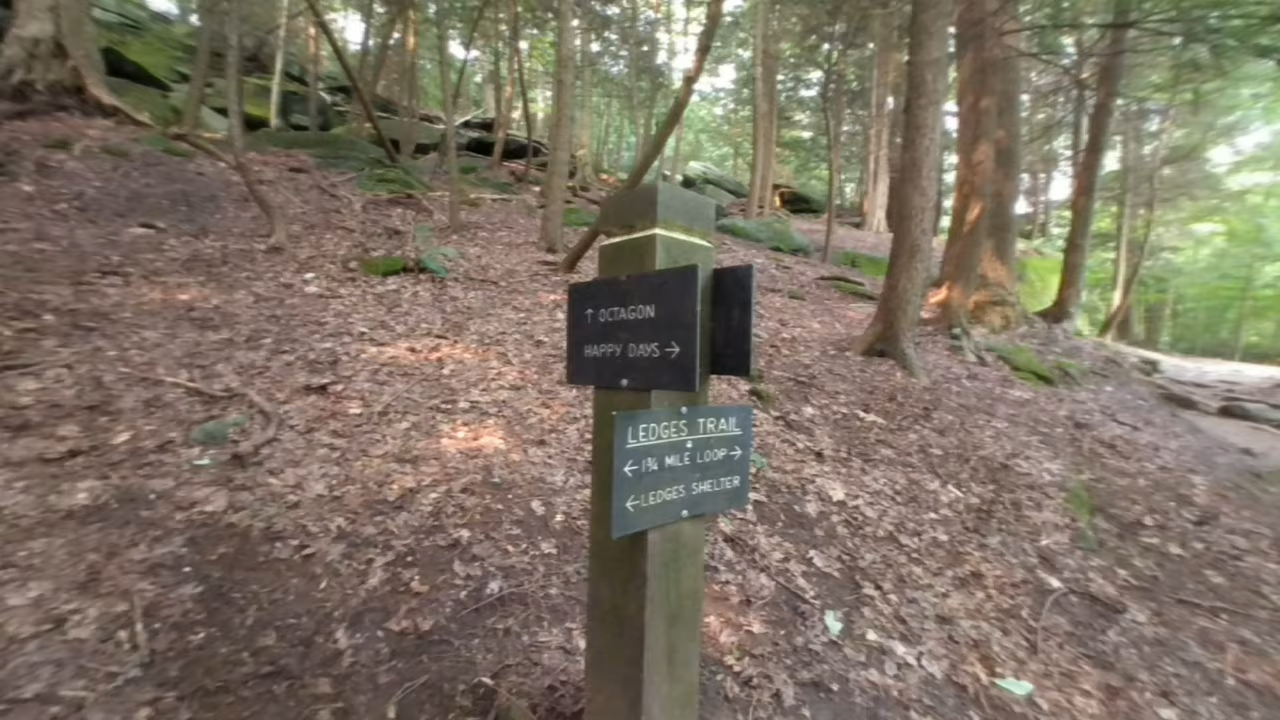 ↑ OCTAGON
HAPPY DAYS →
LEDGES TRAIL
← 1¾ MILE LOOP →
← LEDGES SHELTER